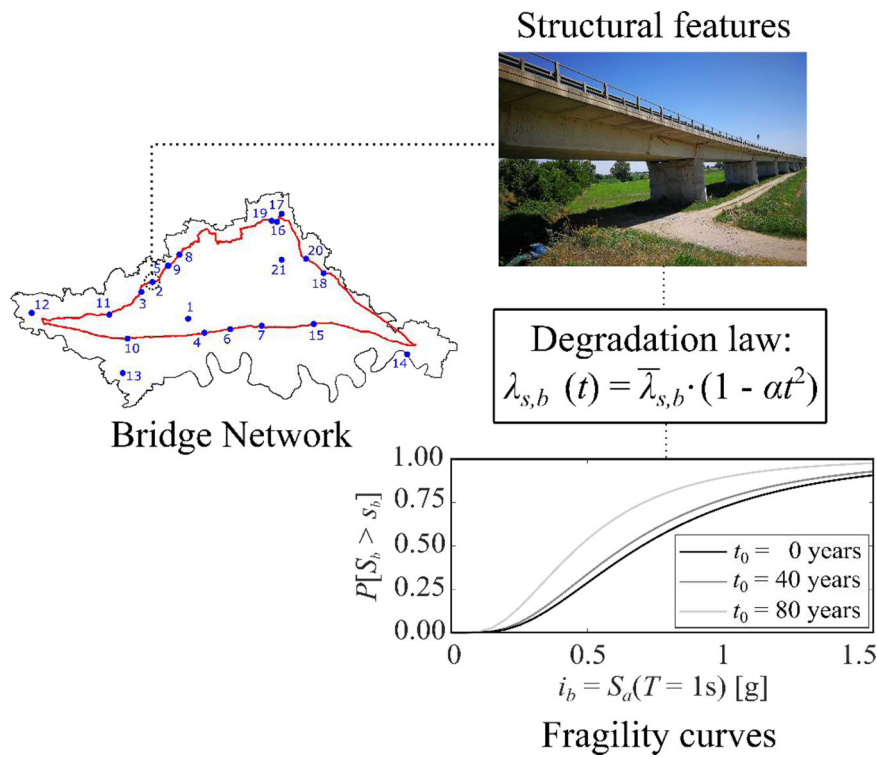 Structural features
17
19
16
20
21
18
8
5
9
2
3
12
11
1
10
4
6
7
15
14
13
Bridge Network
Degradation law:
λs,b (t) = λ̅s,b·(1 - αt²)
1.00
0.75
0.50
0.25
0.00
P[Sb > sb]
t0 = 0 years
t0 = 40 years
t0 = 80 years
0 0.5 1 1.5
ib = Sa(T = 1s) [g]
Fragility curves